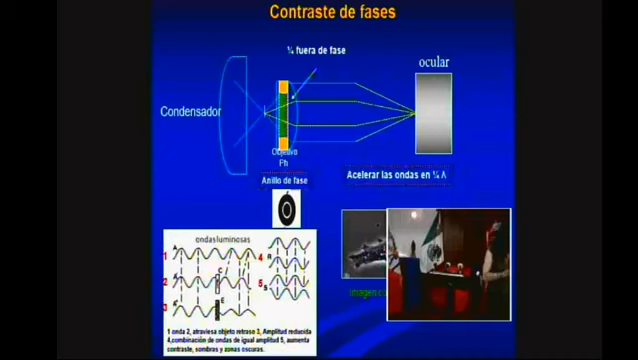 Contraste de fases
¼ fuera de fase
ocular
Condensador
Objetivo
Ph
Anillo de fase
Acelerar las ondas en ¼ λ
ondas luminosas
A
1
4
A
C
2
B
5
E
3
imagen
1 onda 2, atraviesa objeto retraso 3, Amplitud reducida
4,combinación de ondas de igual amplitud 5, aumenta
contraste, sombras y zonas oscuras.